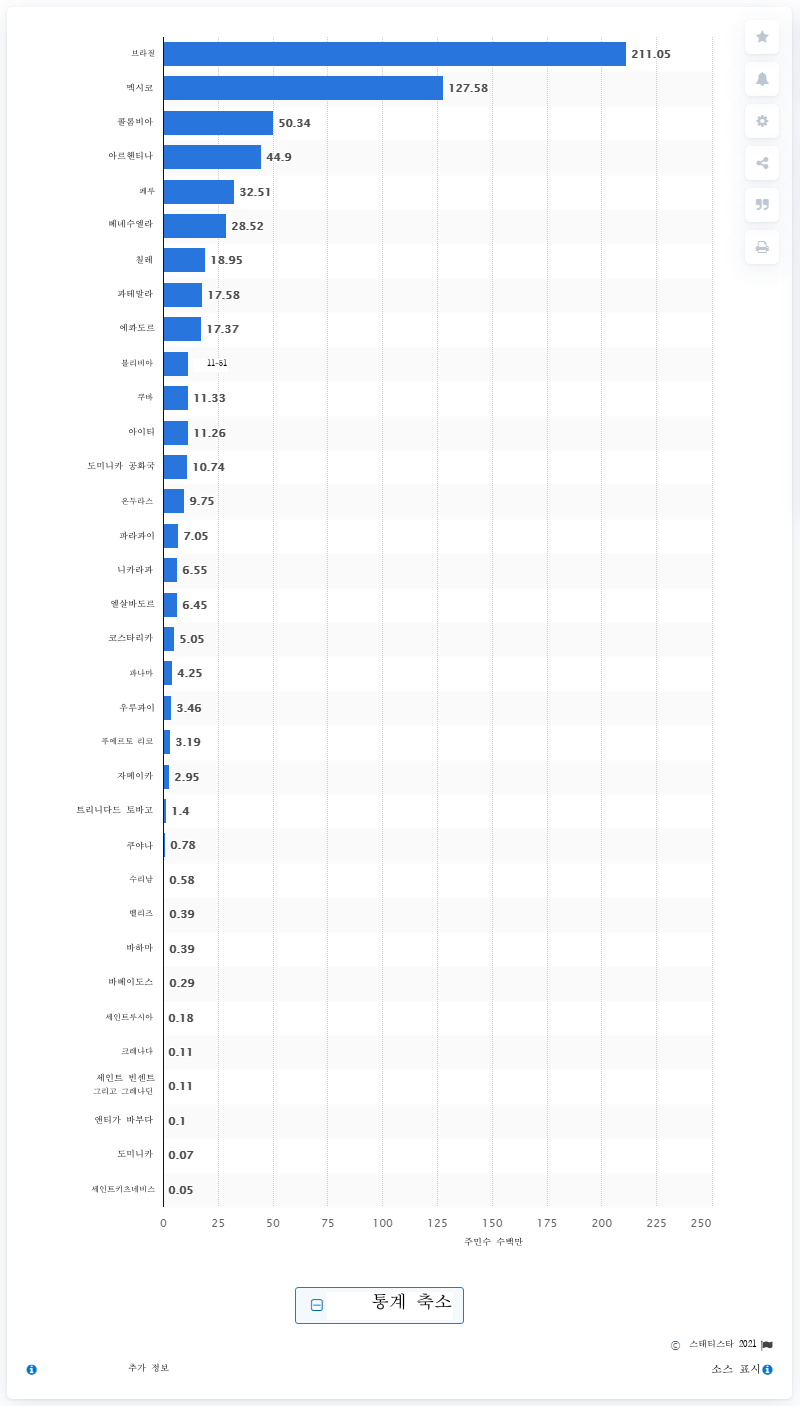 브라질 211.05
멕시코 127.58
콜롬비아 50.34
아르헨티나 44.9
페루 32.51
베네수엘라 28.52
칠레 18.95
과테말라 17.58
에콰도르 17.37
볼리비아 11-51
쿠바 11.33
아이티 11.26
도미니카 공화국 10.74
온두라스 9.75
파라과이 7.05
니카라과 6.55
엘살바도르 6.45
코스타리카 5.05
파나마 4.25
우루과이 3.46
푸에르토 리코 3.19
자메이카 2.95
트리니다드 토바고 1.4
쿠야나 0.78
수리남 0.58
벨리즈 0.39
바하마 0.39
바베이도스 0.29
세인트루시아 0.18
크레나다 0.11
세인트 빈센트
그리고 그레나딘 0.11
앤티가 바부다 0.1
도미니카 0.07
세인트키츠네비스 0.05
0 25 50 75 100 125 150 175 200 225 250
주민수 수백만
통계 축소
© 스태티스타 2021
추가 정보 소스 표시